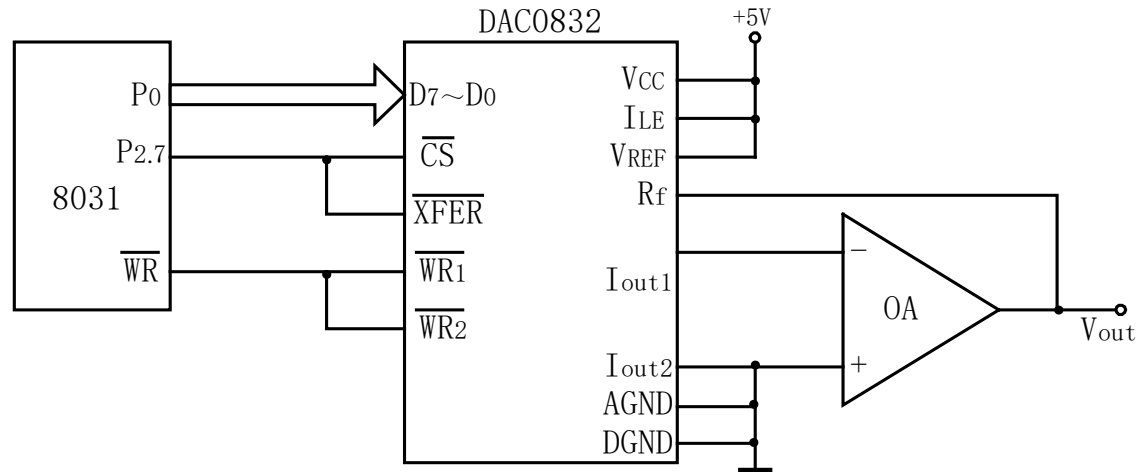 DAC0832
+5V
P0
D7~D0
VCC
ILE
P2.7
CS
VREF
8031
XFER
Rf
WR
WR1
Iout1
−
OA
Vout
WR2
Iout2
+
AGND
DGND